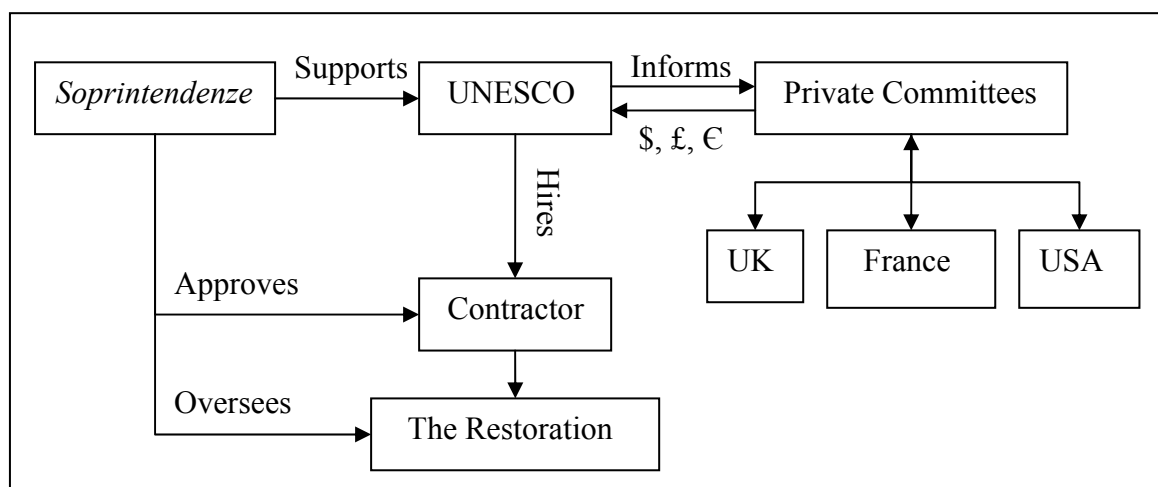 Supports
Informs
Soprintendenze
UNESCO
Private Committees
$, £, Є
Hires
UK
France
USA
Approves
Contractor
Oversees
The Restoration